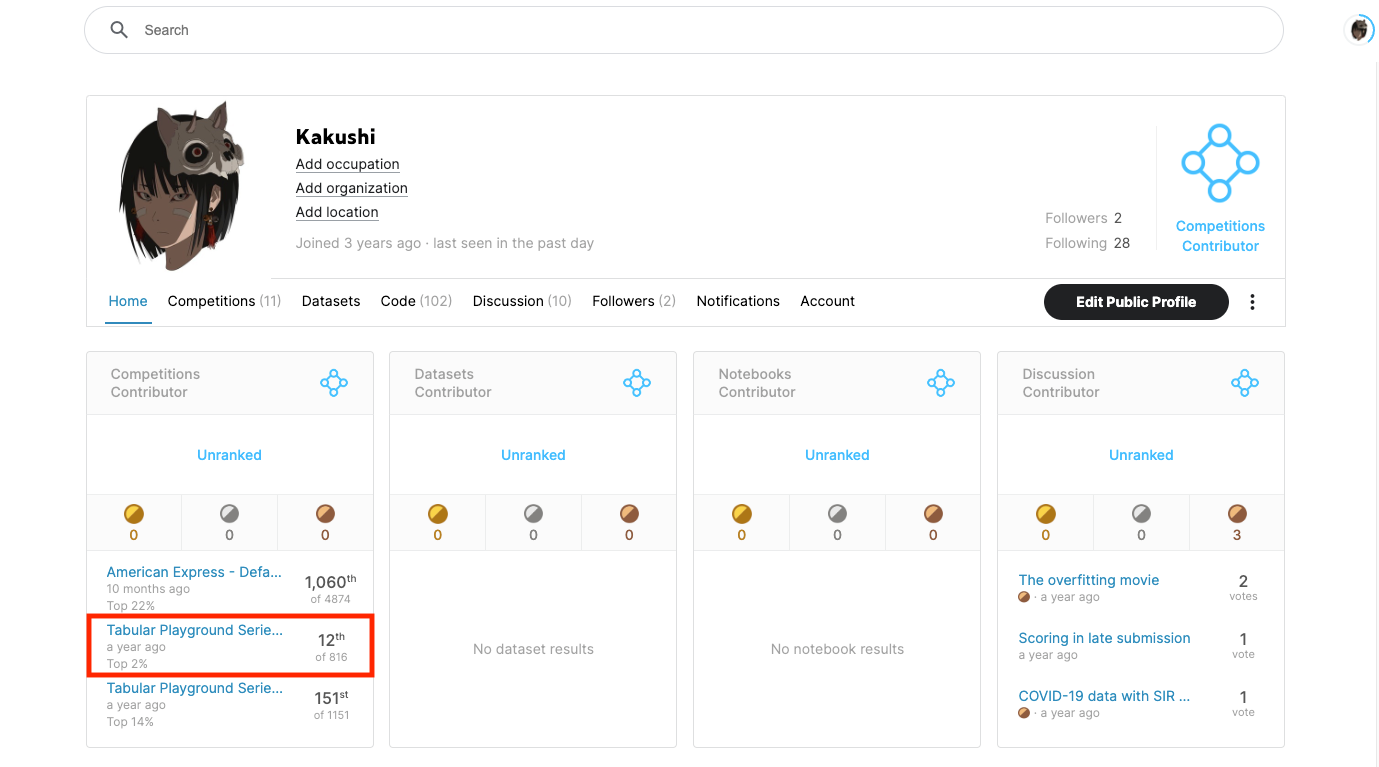 Search
Kakushi
Add occupation
Add organization
Add location
Joined 3 years ago · last seen in the past day
Followers 2
Following 28
Competitions
Contributor
Home Competitions (11) Datasets Code (102) Discussion (10) Followers (2) Notifications Account Edit Public Profile
Competitions
Contributor
Unranked
0 0 0
American Express - Defa...
10 months ago
Top 22%
1,060th
of 4874
Tabular Playground Serie...
a year ago
Top 2%
12th
of 816
Tabular Playground Serie...
a year ago
Top 14%
151st
of 1151
Datasets
Contributor
Unranked
0 0 0
No dataset results
Notebooks
Contributor
Unranked
0 0 0
No notebook results
Discussion
Contributor
Unranked
0 0 3
The overfitting movie
· a year ago
2
votes
Scoring in late submission
a year ago
1
vote
COVID-19 data with SIR ...
· a year ago
1
vote